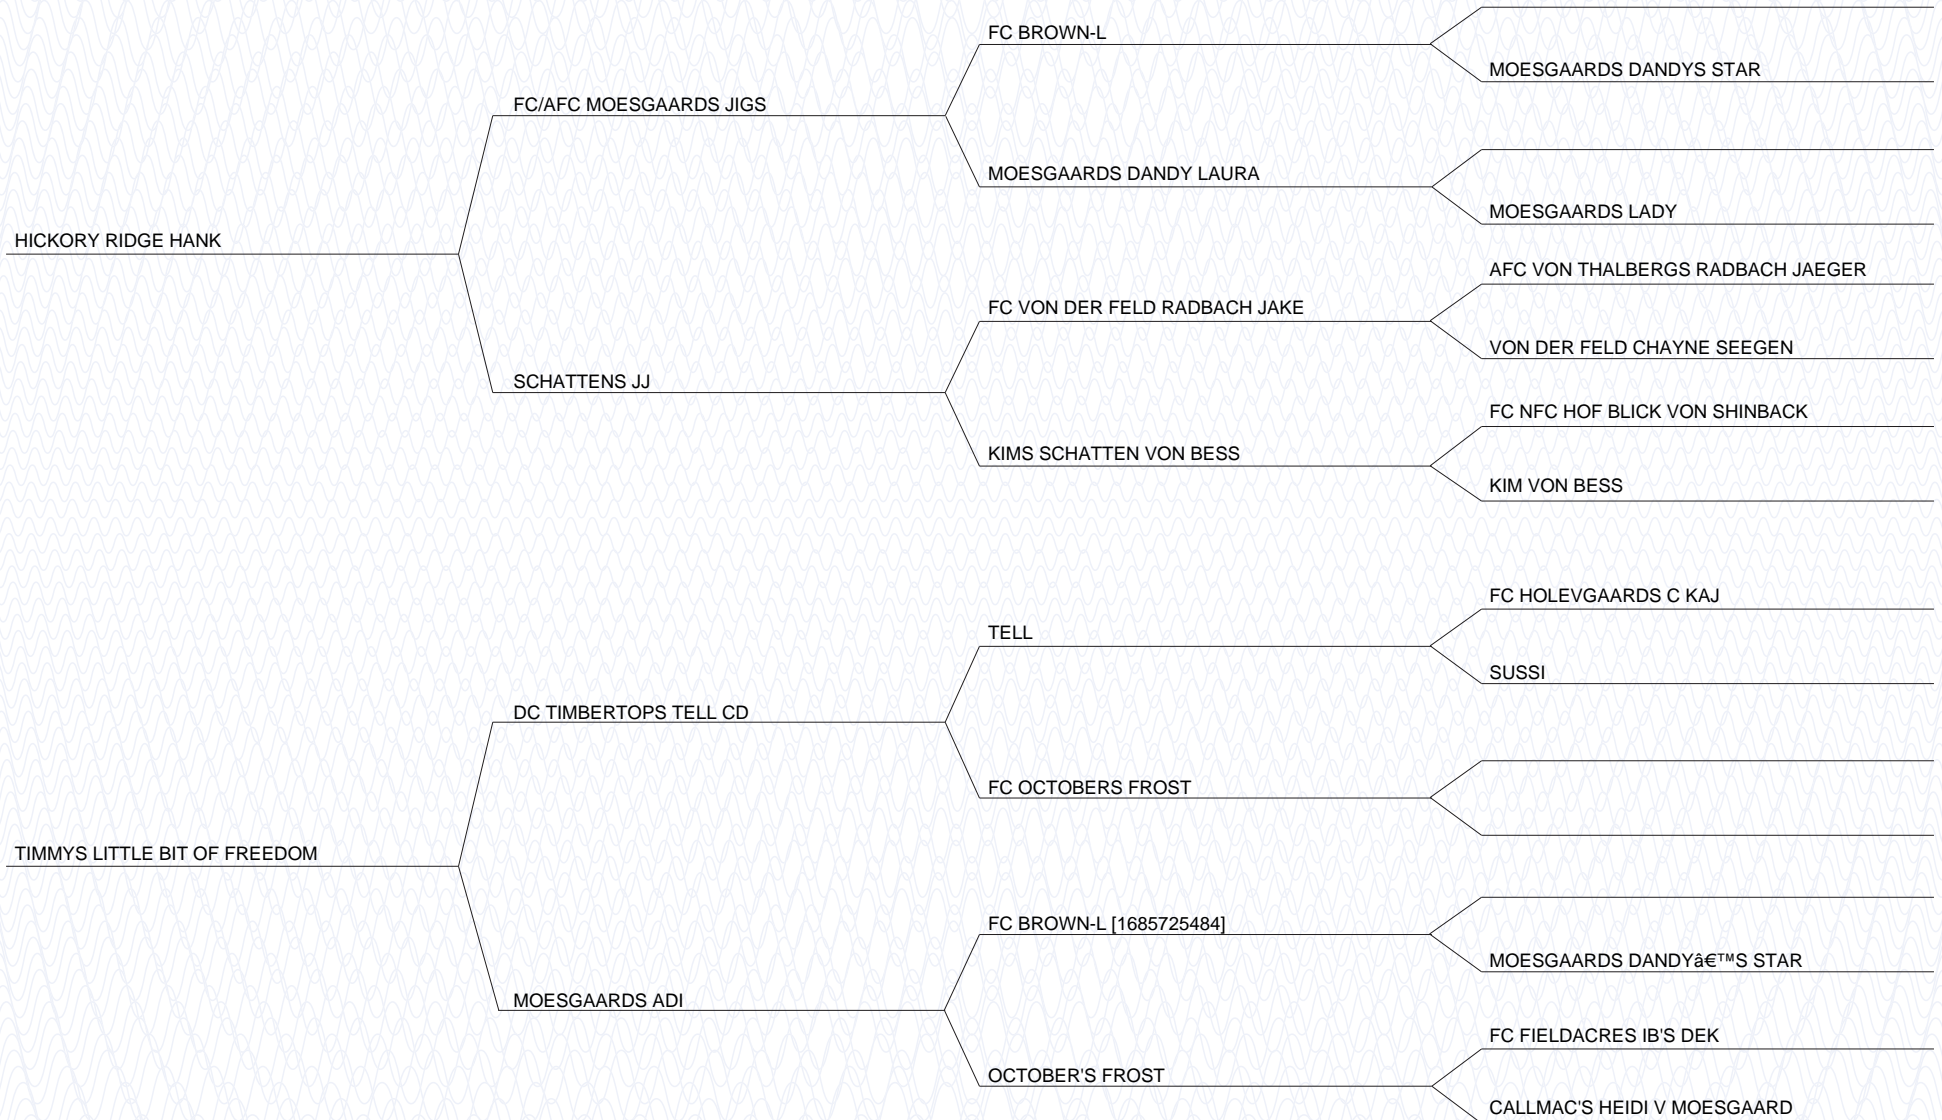 FC BROWN-L
MOESGAARDS DANDYS STAR
FC/AFC MOESGAARDS JIGS
MOESGAARDS DANDY LAURA
MOESGAARDS LADY
HICKORY RIDGE HANK
AFC VON THALBERGS RADBACH JAEGER
FC VON DER FELD RADBACH JAKE
VON DER FELD CHAYNE SEEGEN
SCHATTENS JJ
FC NFC HOF BLICK VON SHINBACK
KIMS SCHATTEN VON BESS
KIM VON BESS
FC HOLEVGAARDS C KAJ
TELL
SUSSI
DC TIMBERTOPS TELL CD
FC OCTOBERS FROST
TIMMYS LITTLE BIT OF FREEDOM
FC BROWN-L [1685725484]
MOESGAARDS DANDYâ€™S STAR
MOESGAARDS ADI
FC FIELDACRES IB'S DEK
OCTOBER'S FROST
CALLMAC'S HEIDI V MOESGAARD